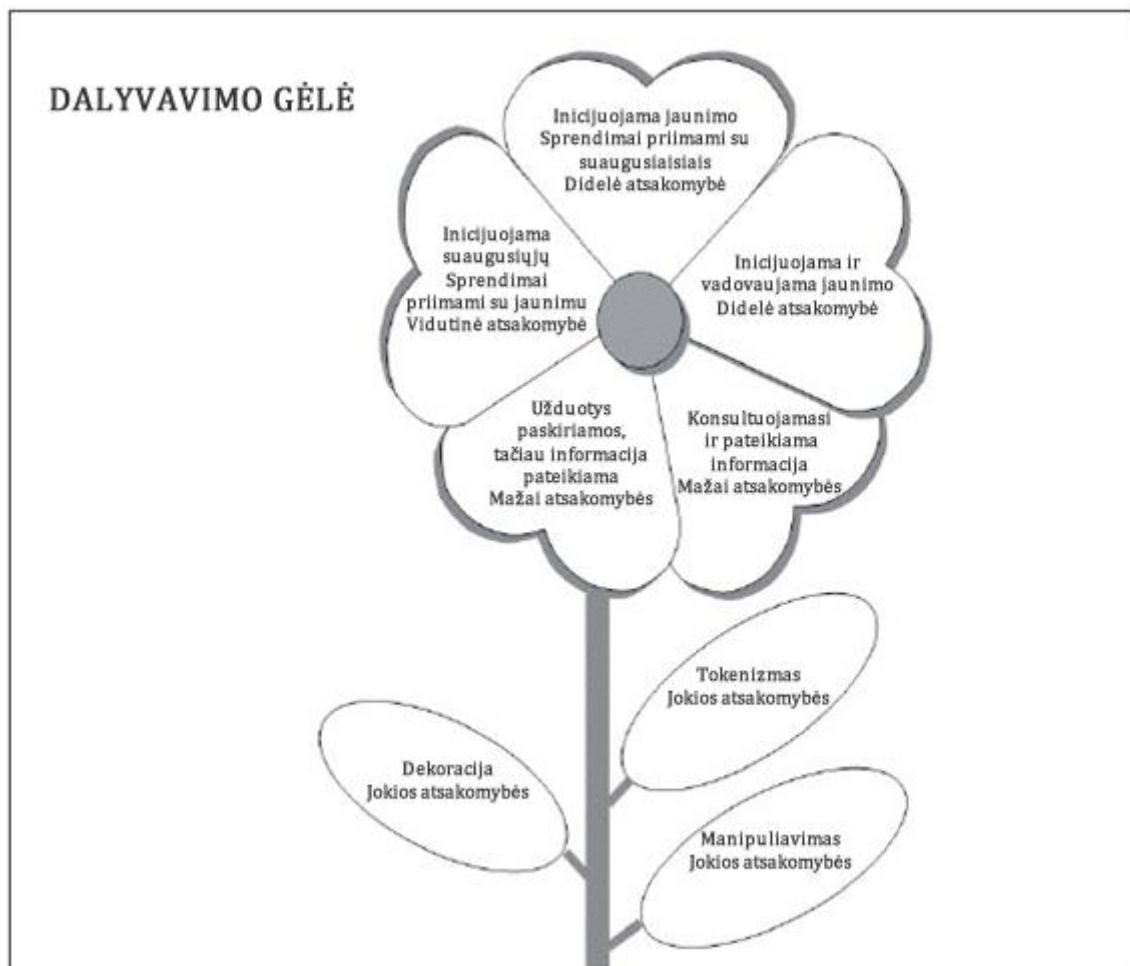 DALYVAVIMO GĖLĖ
Inicijuojama jaunimo
Sprendimai priimami su
suaugusiaisiais
Didelė atsakomybė
Inicijuojama
suaugusiųjų
Sprendimai
priimami su jaunimu
Vidutinė atsakomybė
Inicijuojama ir
vadovaujama jaunimo
Didelė atsakomybė
Užduotys
paskiriamos,
tačiau informacija
pateikiama
Mažai atsakomybės
Konsultuojamasi
ir pateikiama
informacija
Mažai atsakomybės
Tokenizmas
Jokios atsakomybės
Dekoracija
Jokios atsakomybės
Manipuliavimas
Jokios atsakomybės